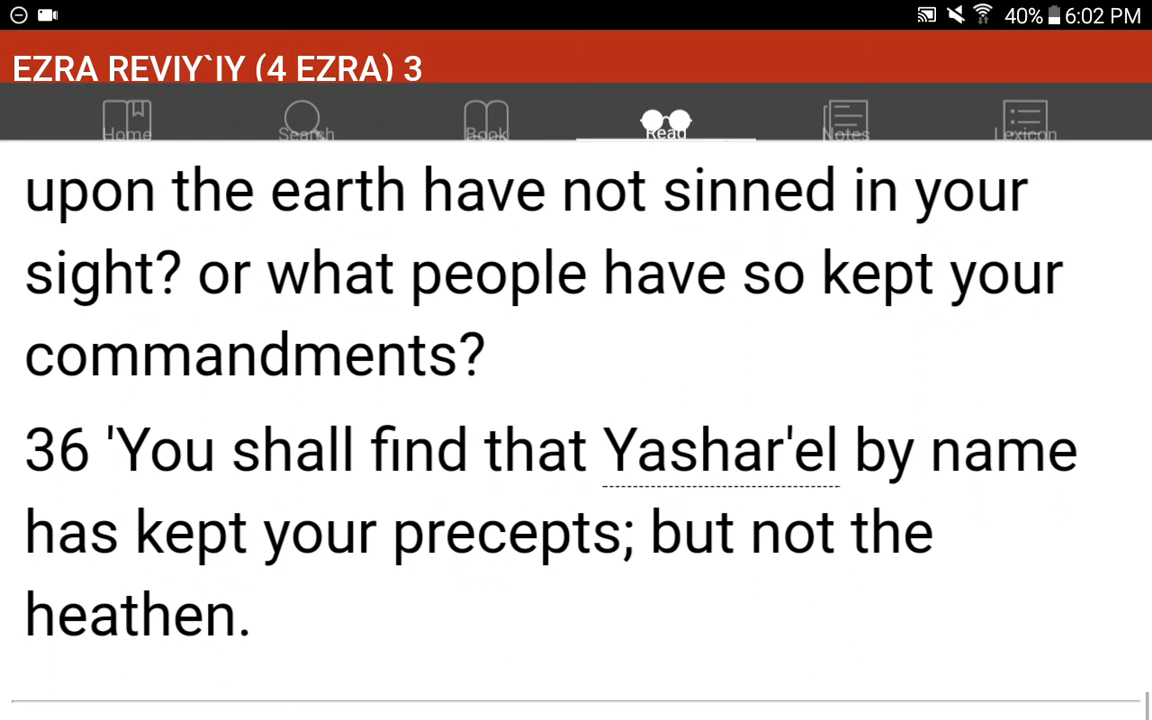 40% 6:02 PM
EZRA REVIY`IY (4 EZRA) 3
Home Search Book Read Notes Lexicon
upon the earth have not sinned in your
sight? or what people have so kept your
commandments?
36 'You shall find that Yashar'el by name
has kept your precepts; but not the
heathen.